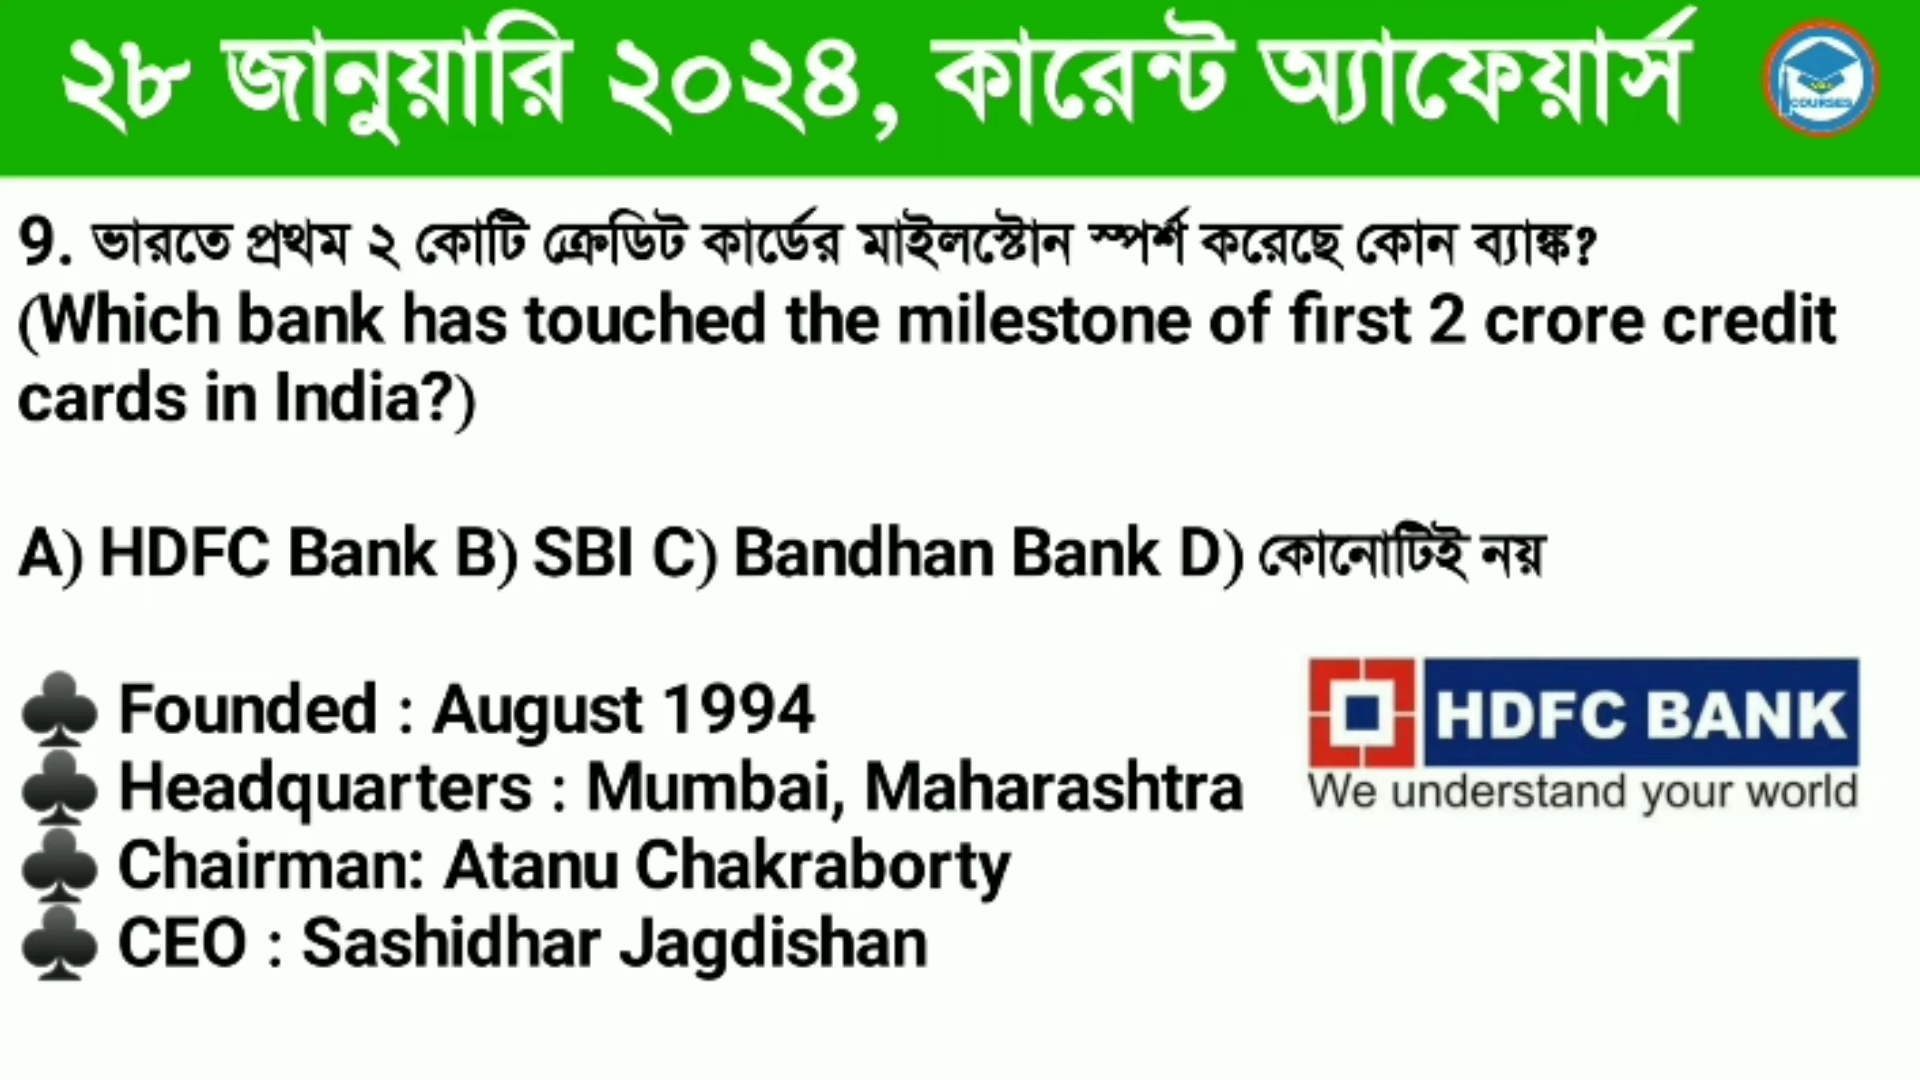 ২৮ জানুয়ারি ২০২৪, কারেন্ট অ্যাফেয়ার্স
COURSES
9. ভারতে প্রথম ২ কোটি ক্রেডিট কার্ডের মাইলস্টোন স্পর্শ করেছে কোন ব্যাঙ্ক?
(Which bank has touched the milestone of first 2 crore credit
cards in India?)
A) HDFC Bank B) SBI C) Bandhan Bank D) কোনোটিই নয়
Founded : August 1994
Headquarters : Mumbai, Maharashtra
Chairman: Atanu Chakraborty
CEO : Sashidhar Jagdishan
HDFC BANK
We understand your world